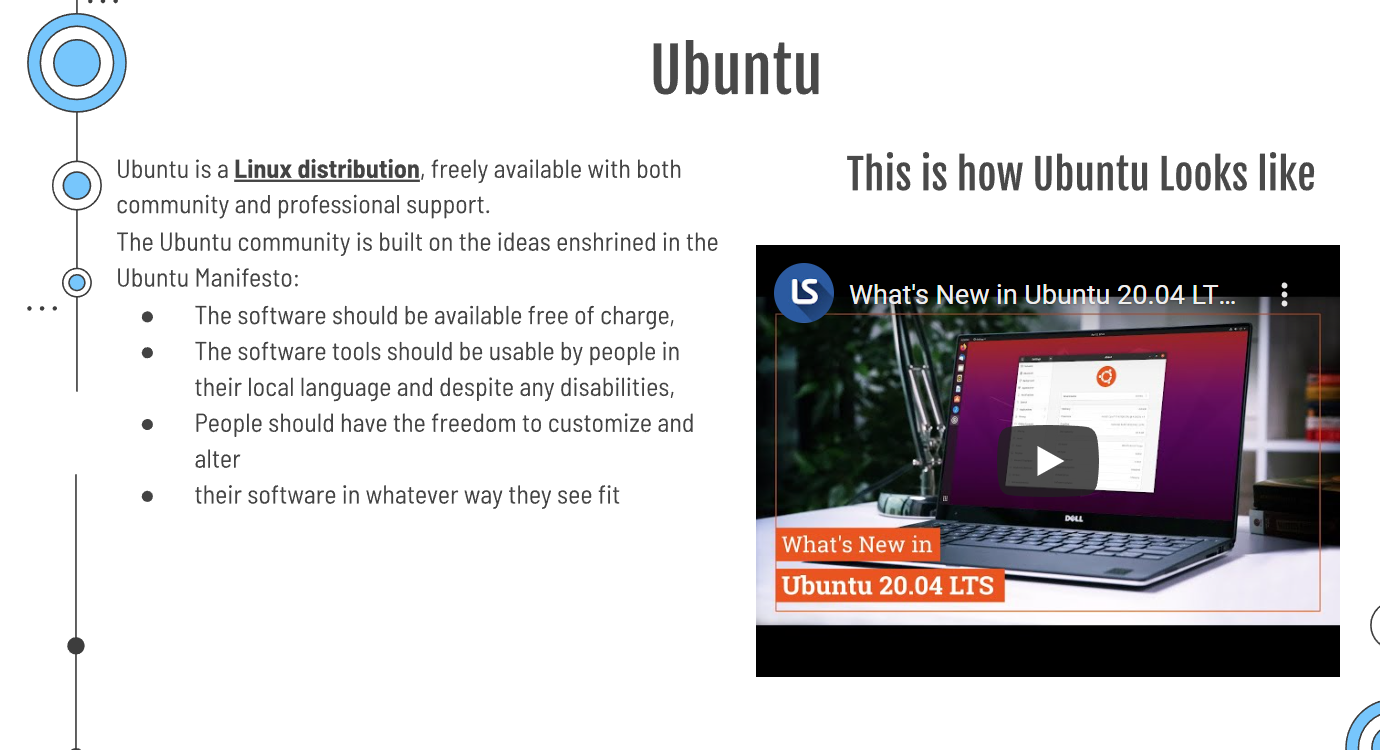 Ubuntu
Ubuntu is a Linux distribution, freely available with both
community and professional support.
The Ubuntu community is built on the ideas enshrined in the
Ubuntu Manifesto:
● The software should be available free of charge,
● The software tools should be usable by people in
their local language and despite any disabilities,
● People should have the freedom to customize and
alter
● their software in whatever way they see fit
This is how Ubuntu Looks like
LS
What's New in Ubuntu 20.04 LT...
DELL
What's New in
Ubuntu 20.04 LTS